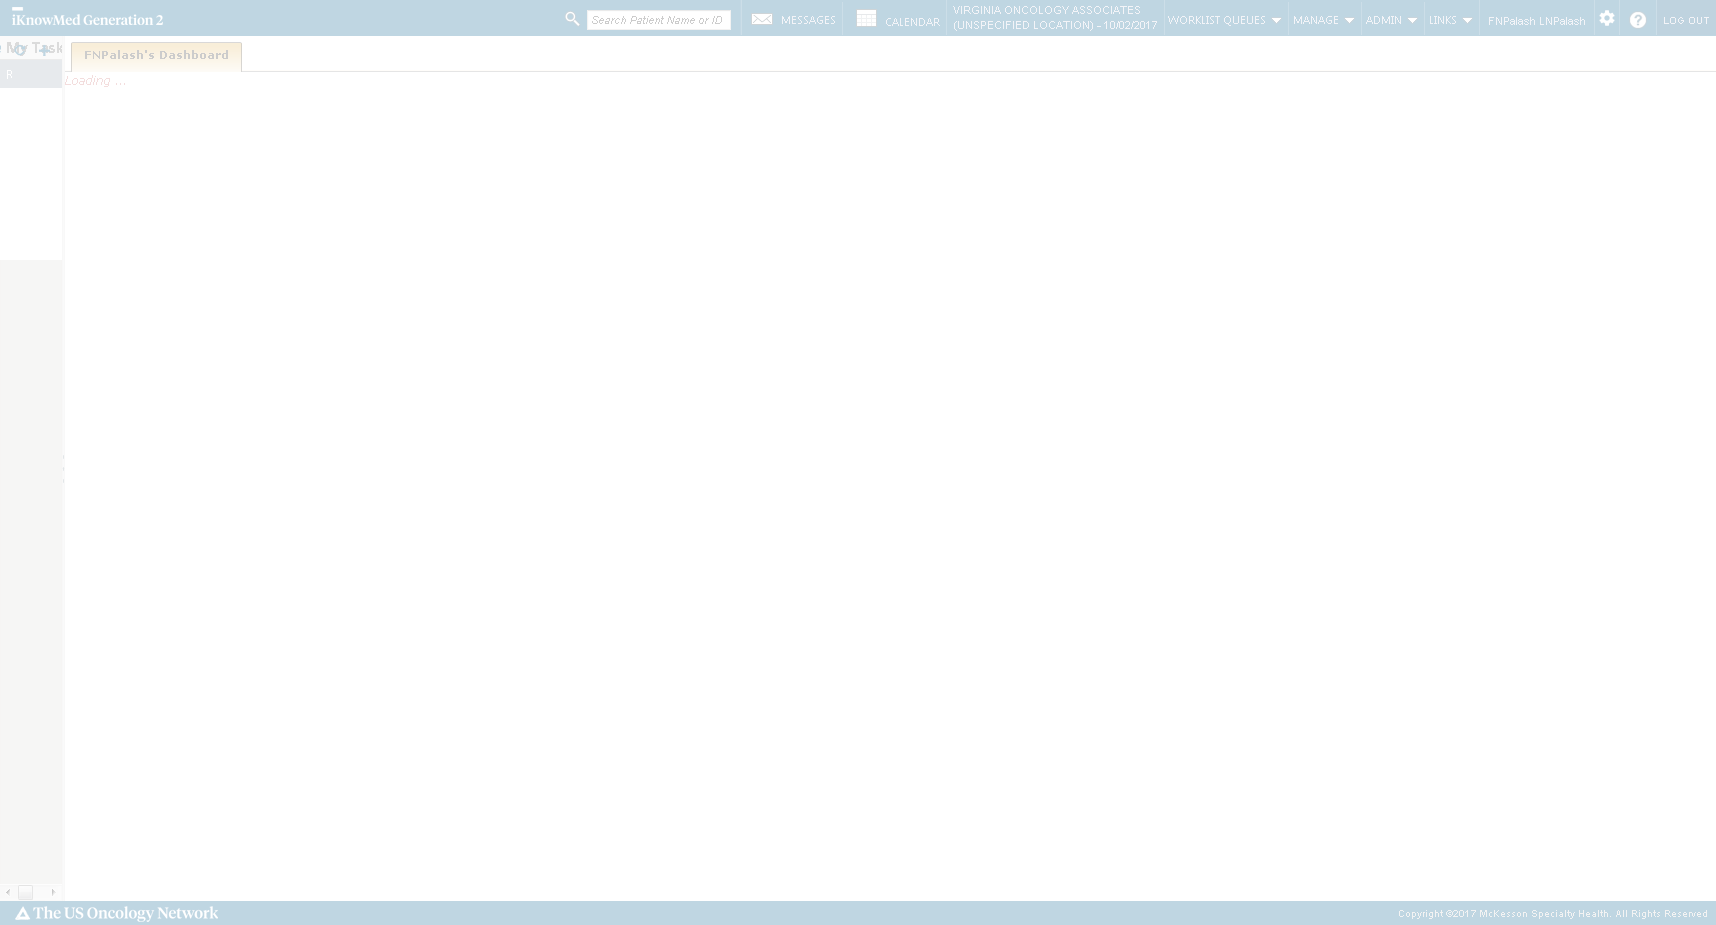 iKnowMed Generation 2
Search Patient Name or ID
MESSAGES
CALENDAR
VIRGINIA ONCOLOGY ASSOCIATES
(UNSPECIFIED LOCATION) - 10/02/2017
WORKLIST QUEUES
MANAGE
ADMIN
LINKS
FNPalash LNPalash
LOG OUT
My Task
FNPalash's Dashboard
R
Loading ...
The US Oncology Network
Copyright ©2017 McKesson Specialty Health. All Rights Reserved